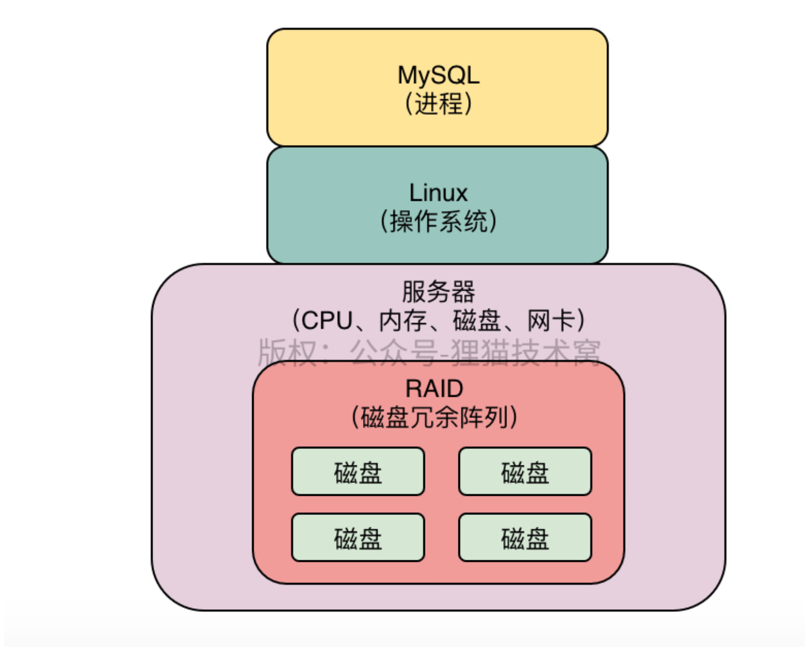 MySQL
（进程）
Linux
（操作系统）
服务器
（CPU、内存、磁盘、网卡）
版权：公众号-狸猫技术窝
RAID
（磁盘冗余阵列）
磁盘
磁盘
磁盘
磁盘